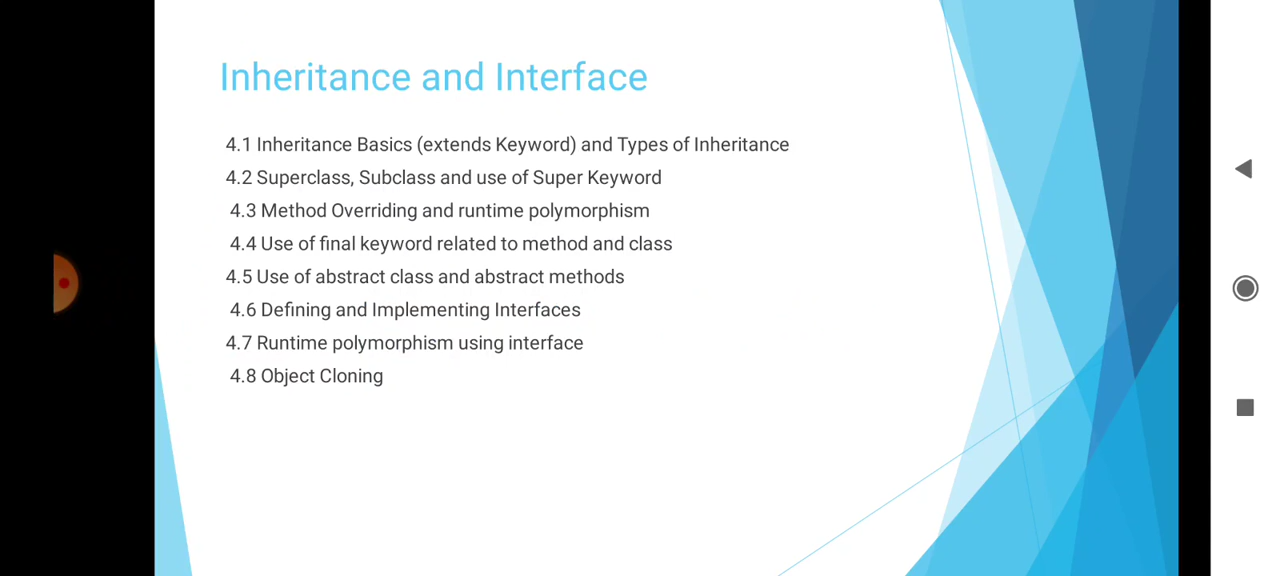 Inheritance and Interface
4.1 Inheritance Basics (extends Keyword) and Types of Inheritance
4.2 Superclass, Subclass and use of Super Keyword
4.3 Method Overriding and runtime polymorphism
4.4 Use of final keyword related to method and class
4.5 Use of abstract class and abstract methods
4.6 Defining and Implementing Interfaces
4.7 Runtime polymorphism using interface
4.8 Object Cloning